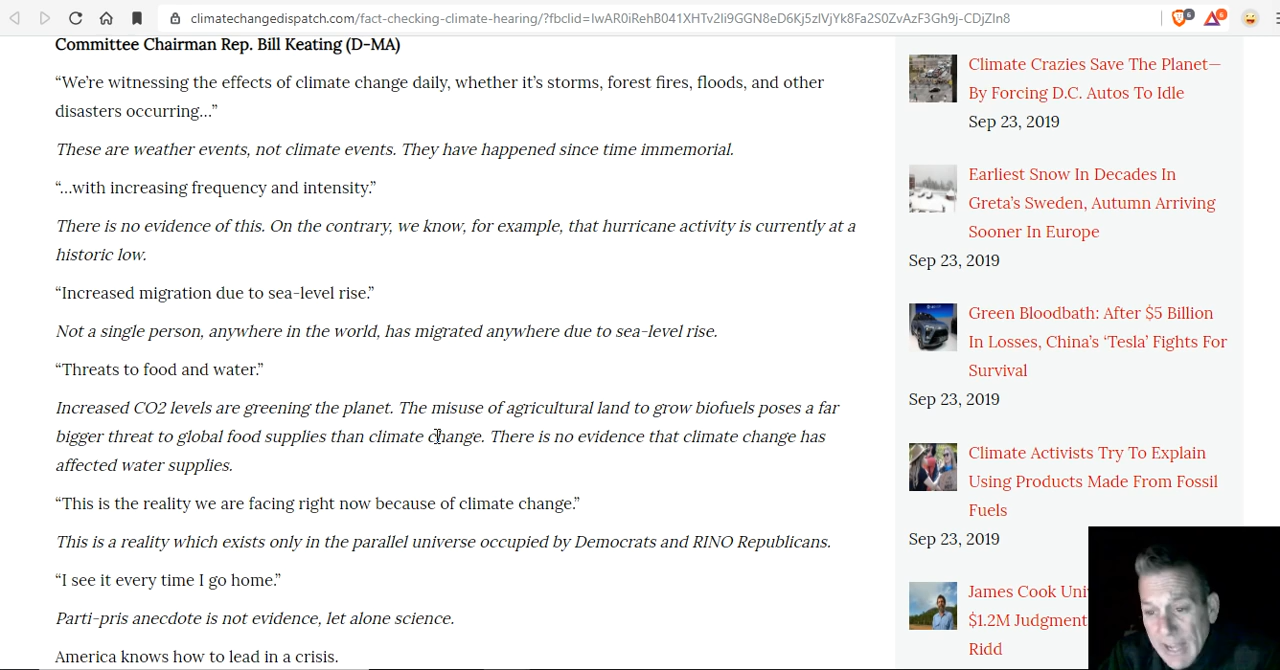 climatechangedispatch.com/fact-checking-climate-hearing/?fbclid=IwAR0iRehB041XHTv2Ii9GGN8eD6Kj5zIVjYk8Fa2S0ZvAzF3Gh9j-CDjZIn8
6
6
Committee Chairman Rep. Bill Keating (D-MA)
“We’re witnessing the effects of climate change daily, whether it’s storms, forest fires, floods, and other
disasters occurring…”
These are weather events, not climate events. They have happened since time immemorial.
“…with increasing frequency and intensity.”
There is no evidence of this. On the contrary, we know, for example, that hurricane activity is currently at a
historic low.
“Increased migration due to sea-level rise.”
Not a single person, anywhere in the world, has migrated anywhere due to sea-level rise.
“Threats to food and water.”
Increased CO2 levels are greening the planet. The misuse of agricultural land to grow biofuels poses a far
bigger threat to global food supplies than climate change. There is no evidence that climate change has
affected water supplies.
“This is the reality we are facing right now because of climate change.”
This is a reality which exists only in the parallel universe occupied by Democrats and RINO Republicans.
“I see it every time I go home.”
Parti-pris anecdote is not evidence, let alone science.
America knows how to lead in a crisis.
Climate Crazies Save The Planet—
By Forcing D.C. Autos To Idle
Sep 23, 2019
Earliest Snow In Decades In
Greta’s Sweden, Autumn Arriving
Sooner In Europe
Sep 23, 2019
Green Bloodbath: After $5 Billion
In Losses, China’s ‘Tesla’ Fights For
Survival
Sep 23, 2019
Climate Activists Try To Explain
Using Products Made From Fossil
Fuels
Sep 23, 2019
James Cook Uni
$1.2M Judgment
Ridd